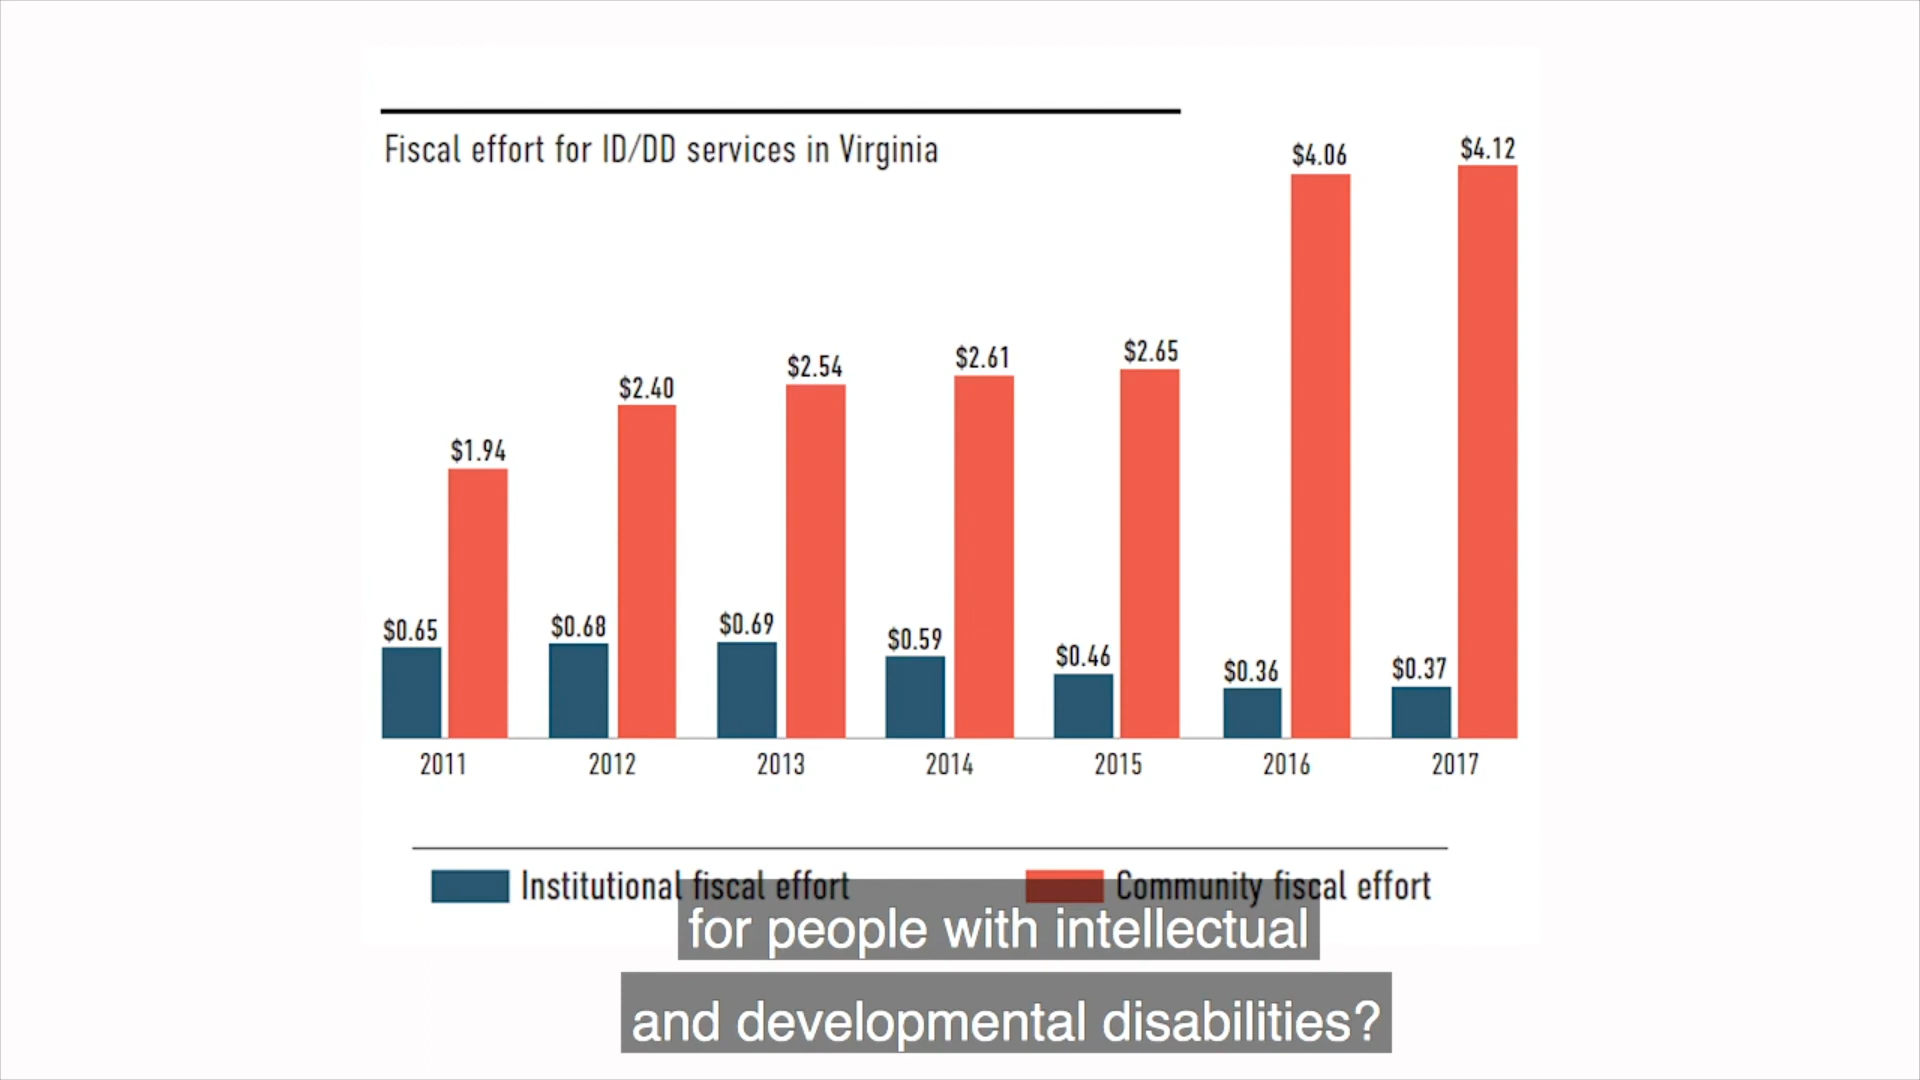 Fiscal effort for ID/DD services in Virginia
$0.65 $1.94 $0.68 $2.40 $0.69 $2.54 $0.59 $2.61 $0.46 $2.65 $0.36 $4.06 $0.37 $4.12
2011 2012 2013 2014 2015 2016 2017
Institutional fiscal effort Community fiscal effort
for people with intellectual
and developmental disabilities?